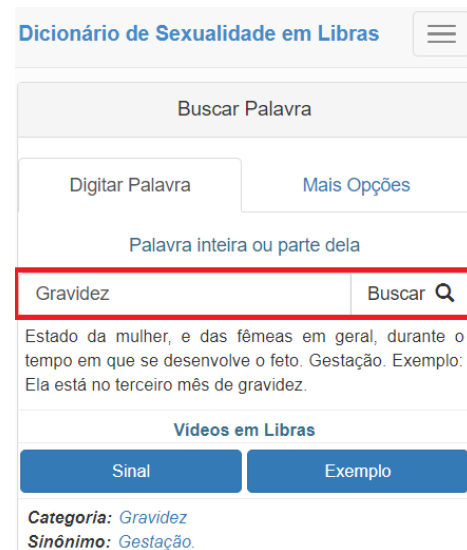 Dicionário de Sexualidade em Libras
Buscar Palavra
Digitar Palavra Mais Opções
Palavra inteira ou parte dela
Gravidez Buscar
Estado da mulher, e das fêmeas em geral, durante o
tempo em que se desenvolve o feto. Gestação. Exemplo:
Ela está no terceiro mês de gravidez.
Videos em Libras
Sinal Exemplo
Categoria: Gravidez
Sinônimo: Gestação.